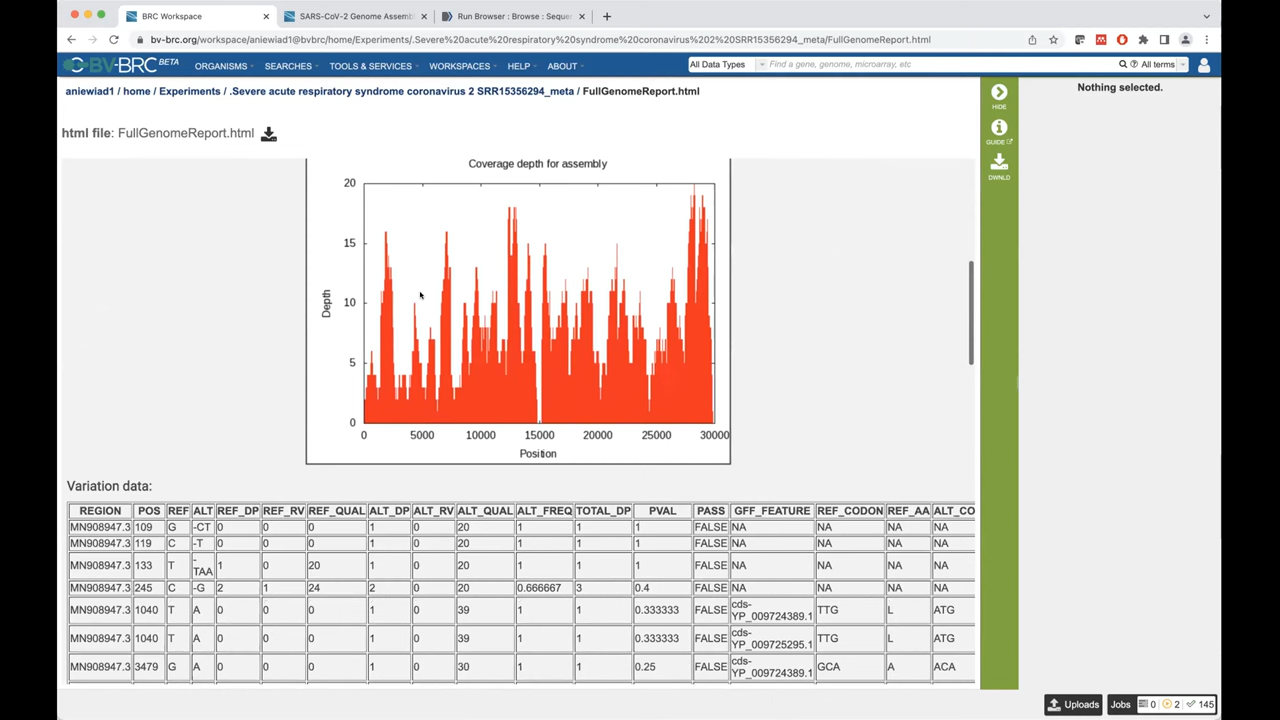 BRC Workspace
SARS-CoV-2 Genome Assemb
Run Browser : Browse : Seque
bv-brc.org/workspace/aniewiad1@bvbrc/home/Experiments/.Severe%20acute%20respiratory%20syndrome%20coronavirus%202%20SRR15356294_meta/FullGenomeReport.html
BV-BRC BETA ORGANISMS SEARCHES TOOLS & SERVICES WORKSPACES HELP ABOUT All Data Types Find a gene, genome, microarray, etc All terms
aniewiad1 / home / Experiments / .Severe acute respiratory syndrome coronavirus 2 SRR15356294_meta / FullGenomeReport.html
Nothing selected.
HIDE
GUIDE
DWNLD
html file: FullGenomeReport.html
Coverage depth for assembly
20
15
10
5
0
Depth
0 5000 10000 15000 20000 25000 30000
Position
Variation data:
REGION POS REF ALT REF_DP REF_RV REF_QUAL ALT_DP ALT_RV ALT_QUAL ALT_FREQ TOTAL_DP PVAL PASS GFF_FEATURE REF_CODON REF_AA ALT_CO
MN908947.3 109 G -CT 0 0 0 1 0 20 1 1 1 FALSE NA NA NA NA
MN908947.3 119 C -T 0 0 0 1 0 20 1 1 1 FALSE NA NA NA NA
MN908947.3 133 T -TAA 1 0 20 1 0 20 1 1 1 FALSE NA NA NA NA
MN908947.3 245 C -G 2 1 24 2 0 20 0.666667 3 0.4 FALSE NA NA NA NA
MN908947.3 1040 T A 0 0 0 1 0 39 1 1 0.333333 FALSE cds-YP_009724389.1 TTG L ATG
MN908947.3 1040 T A 0 0 0 1 0 39 1 1 0.333333 FALSE cds-YP_009725295.1 TTG L ATG
MN908947.3 3479 G A 0 0 0 1 0 30 1 1 0.25 FALSE cds-YP_009724389.1 GCA A ACA
Uploads Jobs 0 2 145